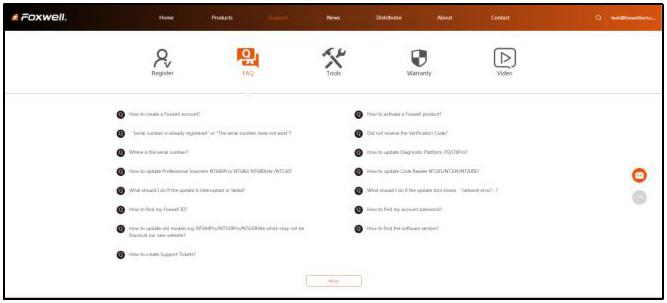 FOXWELL.
Home Products Support News Distributor About Contact
Register FAQ Tools Warranty Video
How to create a Foxwell account?
How to activate a Foxwell product?
"Serial number is already registered" or "The serial number does not exist"?
Did not receive the Verification Code?
Where is the serial number?
How to update Diagnostic Platform i70/i70Pro?
How to update Professional Scanners NT680Pro/ NT680/ NT680Lite /NT530?
How to update Code Reader NT201/NT204/NT200II?
What should I do if the update is interrupted or failed?
What should I do if the update tool shows "network error" ?
How to find my Foxwell ID?
How to find my account password?
How to update old models e.g. NT644Pro/NT520Pro/NT510Elite which may not be
found at our new website?
How to find the software version?
How to create Support Tickets?
More